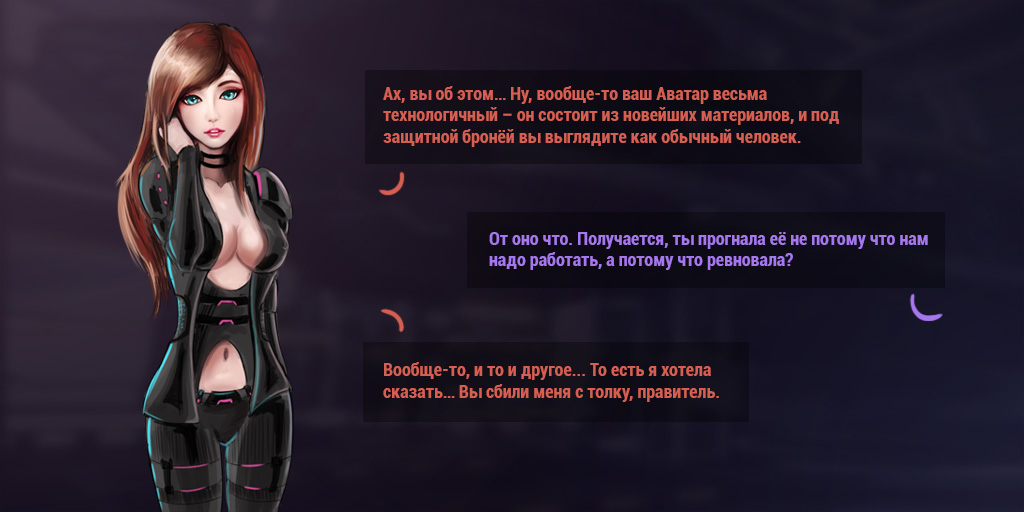 Ах, вы об этом... Ну, вообще-то ваш Аватар весьма
технологичный – он состоит из новейших материалов, и под
защитной бронёй вы выглядите как обычный человек.
От оно что. Получается, ты прогнала её не потому что нам
надо работать, а потому что ревновала?
Вообще-то, и то и другое... То есть я хотела
сказать... Вы сбили меня с толку, правитель.